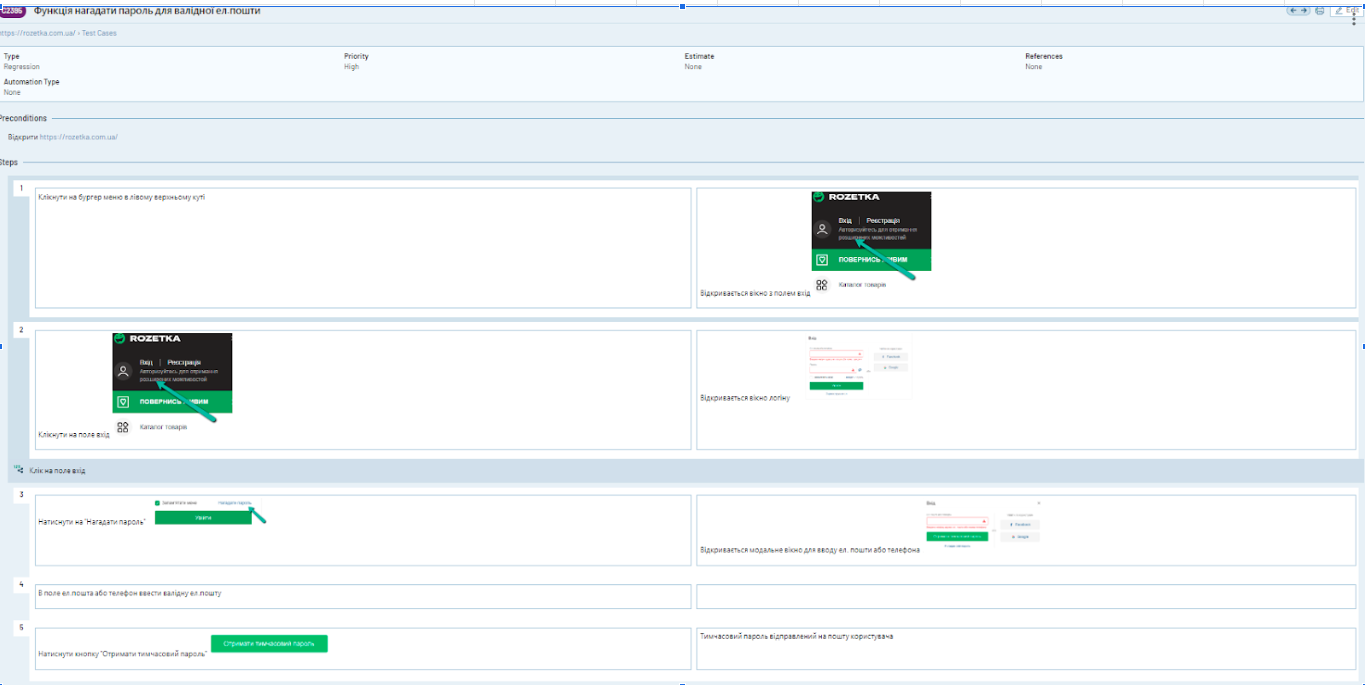 C2386 Функція нагадати пароль для валідної ел.пошти
Edit
https://rozetka.com.ua/ › Test Cases
Type
Regression
Priority
High
Estimate
None
References
None
Automation Type
None
Preconditions
Відкрити https://rozetka.com.ua/
Steps
1
Клікнути на бургер меню в лівому верхньому куті
ROZETKA
Вхід | Реєстрація
Авторизуйтесь для отримання
розширених можливостей
ПОВЕРНИСЬ ЖИВИМ
Каталог товарів
Відкривається вікно з полем вхід
2
ROZETKA
Вхід | Реєстрація
Авторизуйтесь для отримання
розширених можливостей
ПОВЕРНИСЬ ЖИВИМ
Каталог товарів
Клікнути на поле вхід
Вхід
Facebook
Google
Увійти
Відкривається вікно логіну
Клік на поле вхід
3
Запам'ятати мене Нагадати пароль
Увійти
Натиснути на "Нагадати пароль"
Вхід
Facebook
Google
Відкривається модальне вікно для вводу ел. пошти або телефона
4
В поле ел.пошта або телефон ввести валідну ел.пошту
5
Отримати тимчасовий пароль
Натиснути кнопку "Отримати тимчасовий пароль"
Тимчасовий пароль відправлений на пошту користувача